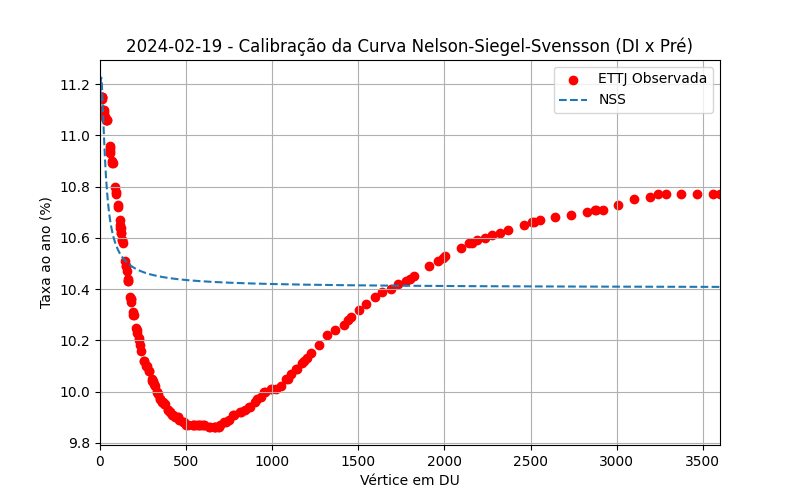 2024-02-19 - Calibração da Curva Nelson-Siegel-Svensson (DI x Pré)
ETTJ Observada
NSS
Taxa ao ano (%)
11.2
11.0
10.8
10.6
10.4
10.2
10.0
9.8
0 500 1000 1500 2000 2500 3000 3500
Vértice em DU